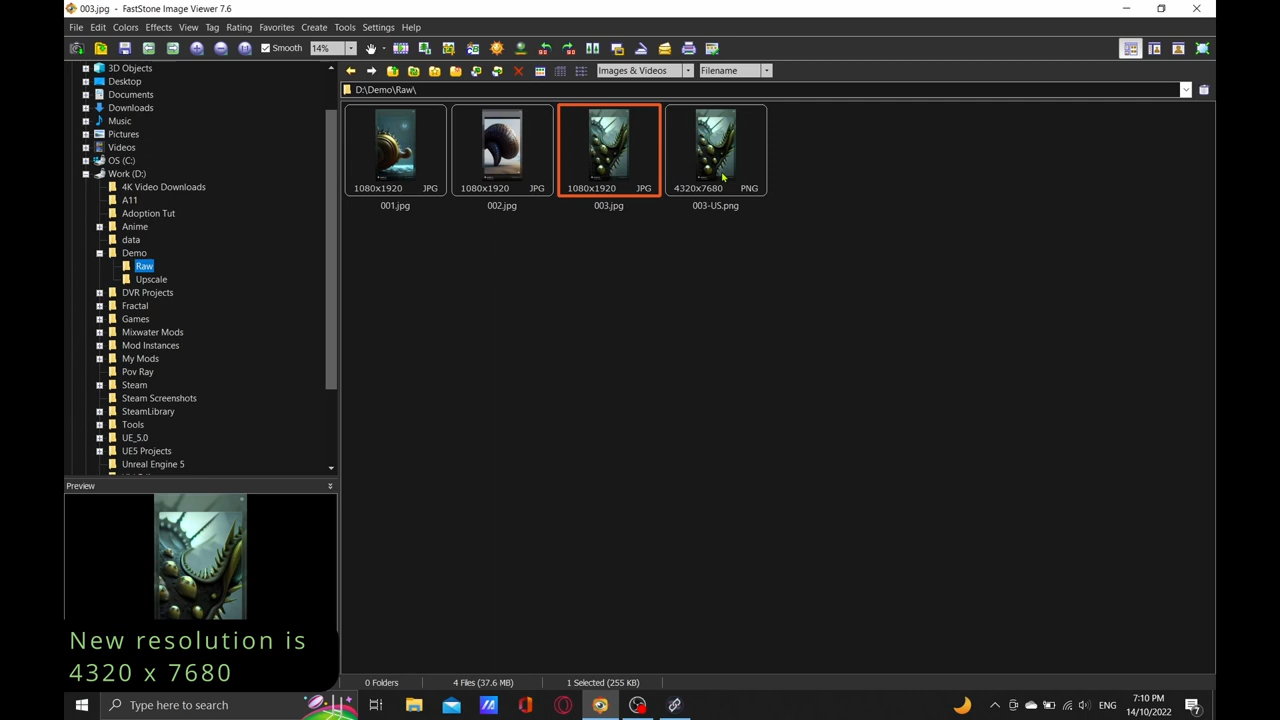 003.jpg - FastStone Image Viewer 7.6
File Edit Colors Effects View Tag Rating Favorites Create Tools Settings Help
Smooth 14%
Images & Videos Filename
D:\Demo\Raw\
3D Objects
Desktop
Documents
Downloads
Music
Pictures
Videos
OS (C:)
Work (D:)
4K Video Downloads
A11
Adoption Tut
Anime
data
Demo
Raw
Upscale
DVR Projects
Fractal
Games
Mixwater Mods
Mod Instances
My Mods
Pov Ray
Steam
Steam Screenshots
SteamLibrary
Tools
UE_5.0
UE5 Projects
Unreal Engine 5
1080x1920 JPG
001.jpg
1080x1920 JPG
002.jpg
1080x1920 JPG
003.jpg
4320x7680 PNG
003-US.png
Preview
New resolution is
4320 x 7680
0 Folders 4 Files (37.6 MB) 1 Selected (255 KB)
Type here to search
ENG
7:10 PM
14/10/2022
7